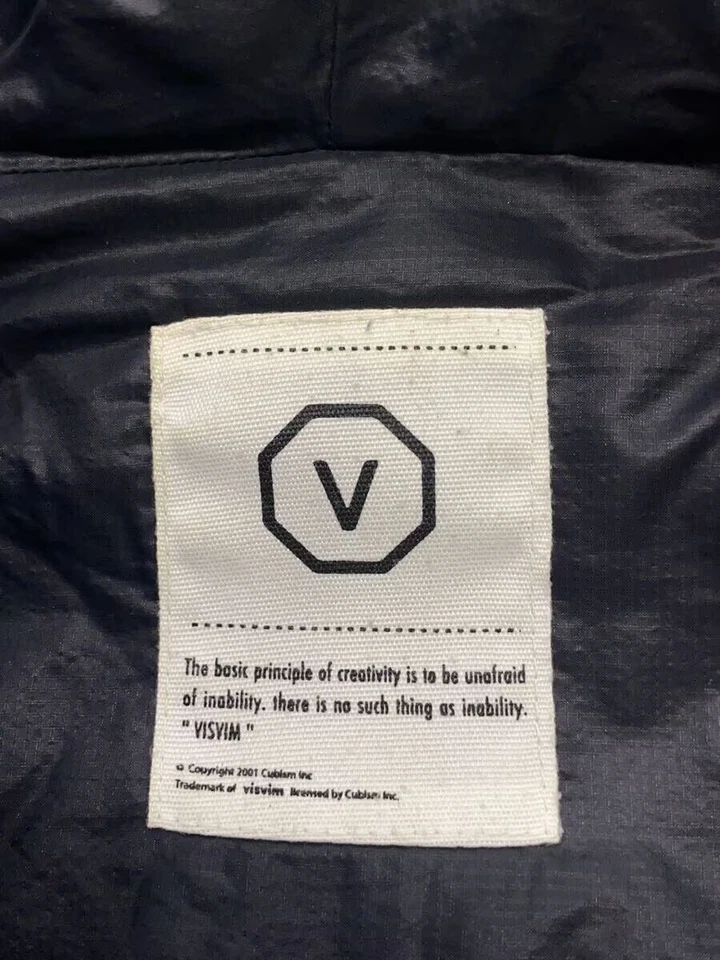 V
The basic principle of creativity is to be unafraid
of inability. there is no such thing as inability.
" VISVIM "
© Copyright 2001 Cubism Inc
Trademark of visvim licensed by Cubism Inc.